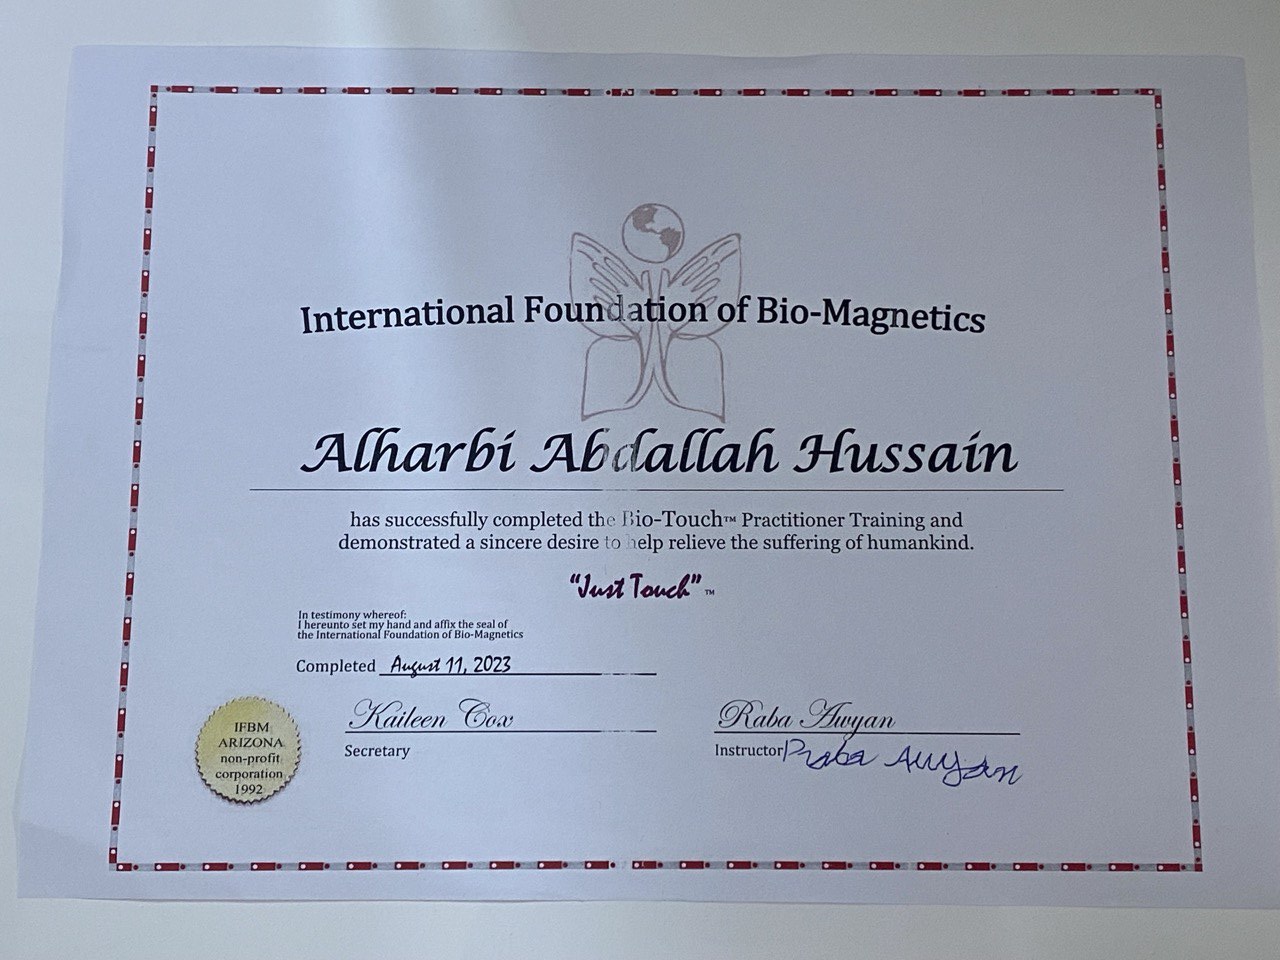 International Foundation of Bio-Magnetics
Alharbi Abdallah Hussain
has successfully completed the Bio-Touch™ Practitioner Training and
demonstrated a sincere desire to help relieve the suffering of humankind.
"Just Touch"™
In testimony whereof:
I hereunto set my hand and affix the seal of
the International Foundation of Bio-Magnetics
Completed August 11, 2023
Kaileen Cox
Secretary
Raba Awyan
Instructor Raba Awyan
IFBM
ARIZONA
non-profit
corporation
1992